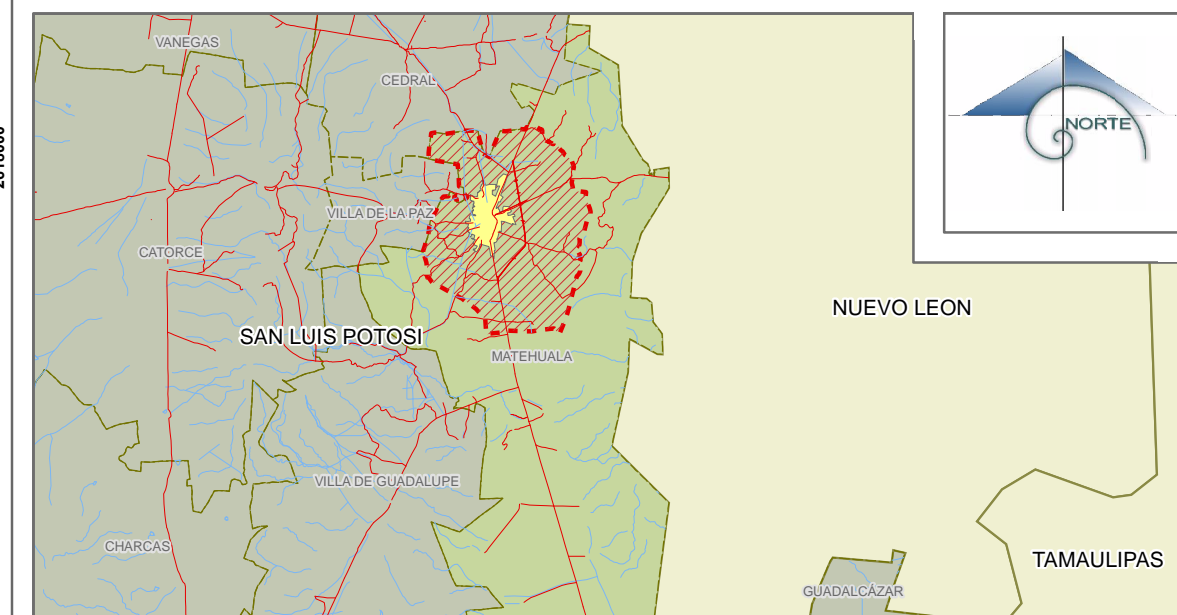 VANEGAS
CEDRAL
NORTE
VILLA DE LA PAZ
CATORCE
NUEVO LEON
SAN LUIS POTOSI
MATEHUALA
VILLA DE GUADALUPE
CHARCAS
TAMAULIPAS
GUADALCÁZAR